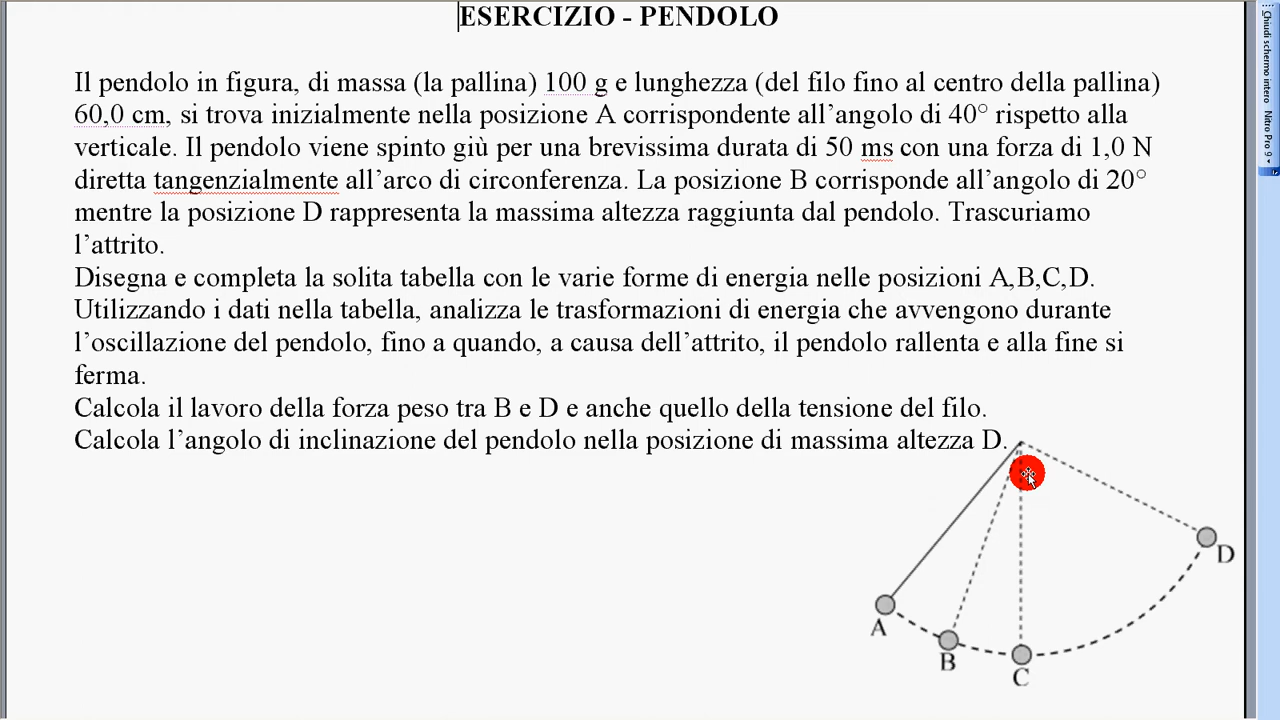 ESERCIZIO - PENDOLO
Il pendolo in figura, di massa (la pallina) 100 g e lunghezza (del filo fino al centro della pallina)
60,0 cm, si trova inizialmente nella posizione A corrispondente all’angolo di 40° rispetto alla
verticale. Il pendolo viene spinto giù per una brevissima durata di 50 ms con una forza di 1,0 N
diretta tangenzialmente all’arco di circonferenza. La posizione B corrisponde all’angolo di 20°
mentre la posizione D rappresenta la massima altezza raggiunta dal pendolo. Trascuriamo
l’attrito.
Disegna e completa la solita tabella con le varie forme di energia nelle posizioni A,B,C,D.
Utilizzando i dati nella tabella, analizza le trasformazioni di energia che avvengono durante
l’oscillazione del pendolo, fino a quando, a causa dell’attrito, il pendolo rallenta e alla fine si
ferma.
Calcola il lavoro della forza peso tra B e D e anche quello della tensione del filo.
Calcola l’angolo di inclinazione del pendolo nella posizione di massima altezza D.
A
B
C
D
Chiudi schermo intero
Nitro Pro 9